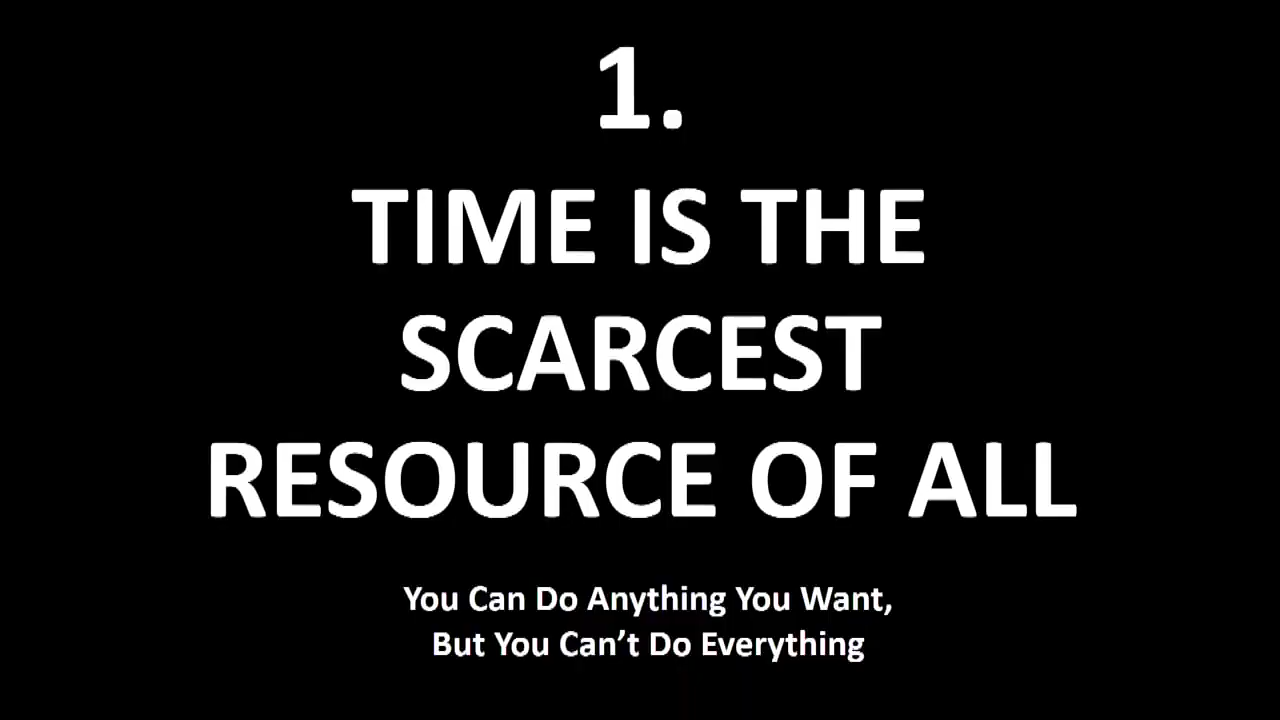 1.
TIME IS THE
SCARCEST
RESOURCE OF ALL
You Can Do Anything You Want,
But You Can’t Do Everything